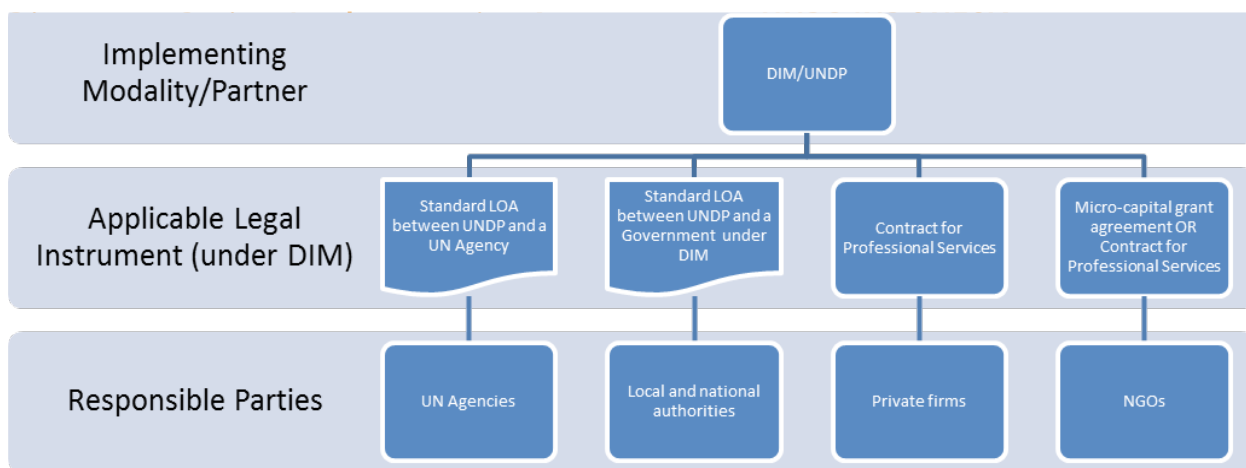 Implementing
Modality/Partner
DIM/UNDP
Applicable Legal
Instrument (under DIM)
Standard LOA
between UNDP and a
UN Agency
Standard LOA
between UNDP and a
Government under
DIM
Contract for
Professional Services
Micro-capital grant
agreement OR
Contract for
Professional Services
Responsible Parties
UN Agencies
Local and national
authorities
Private firms
NGOs